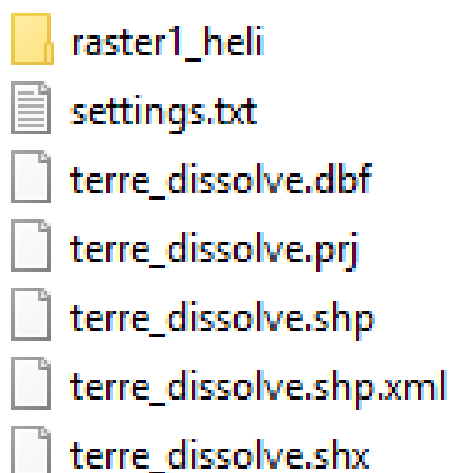 raster1_heli
settings.txt
terre_dissolve.dbf
terre_dissolve.prj
terre_dissolve.shp
terre_dissolve.shp.xml
terre_dissolve.shx